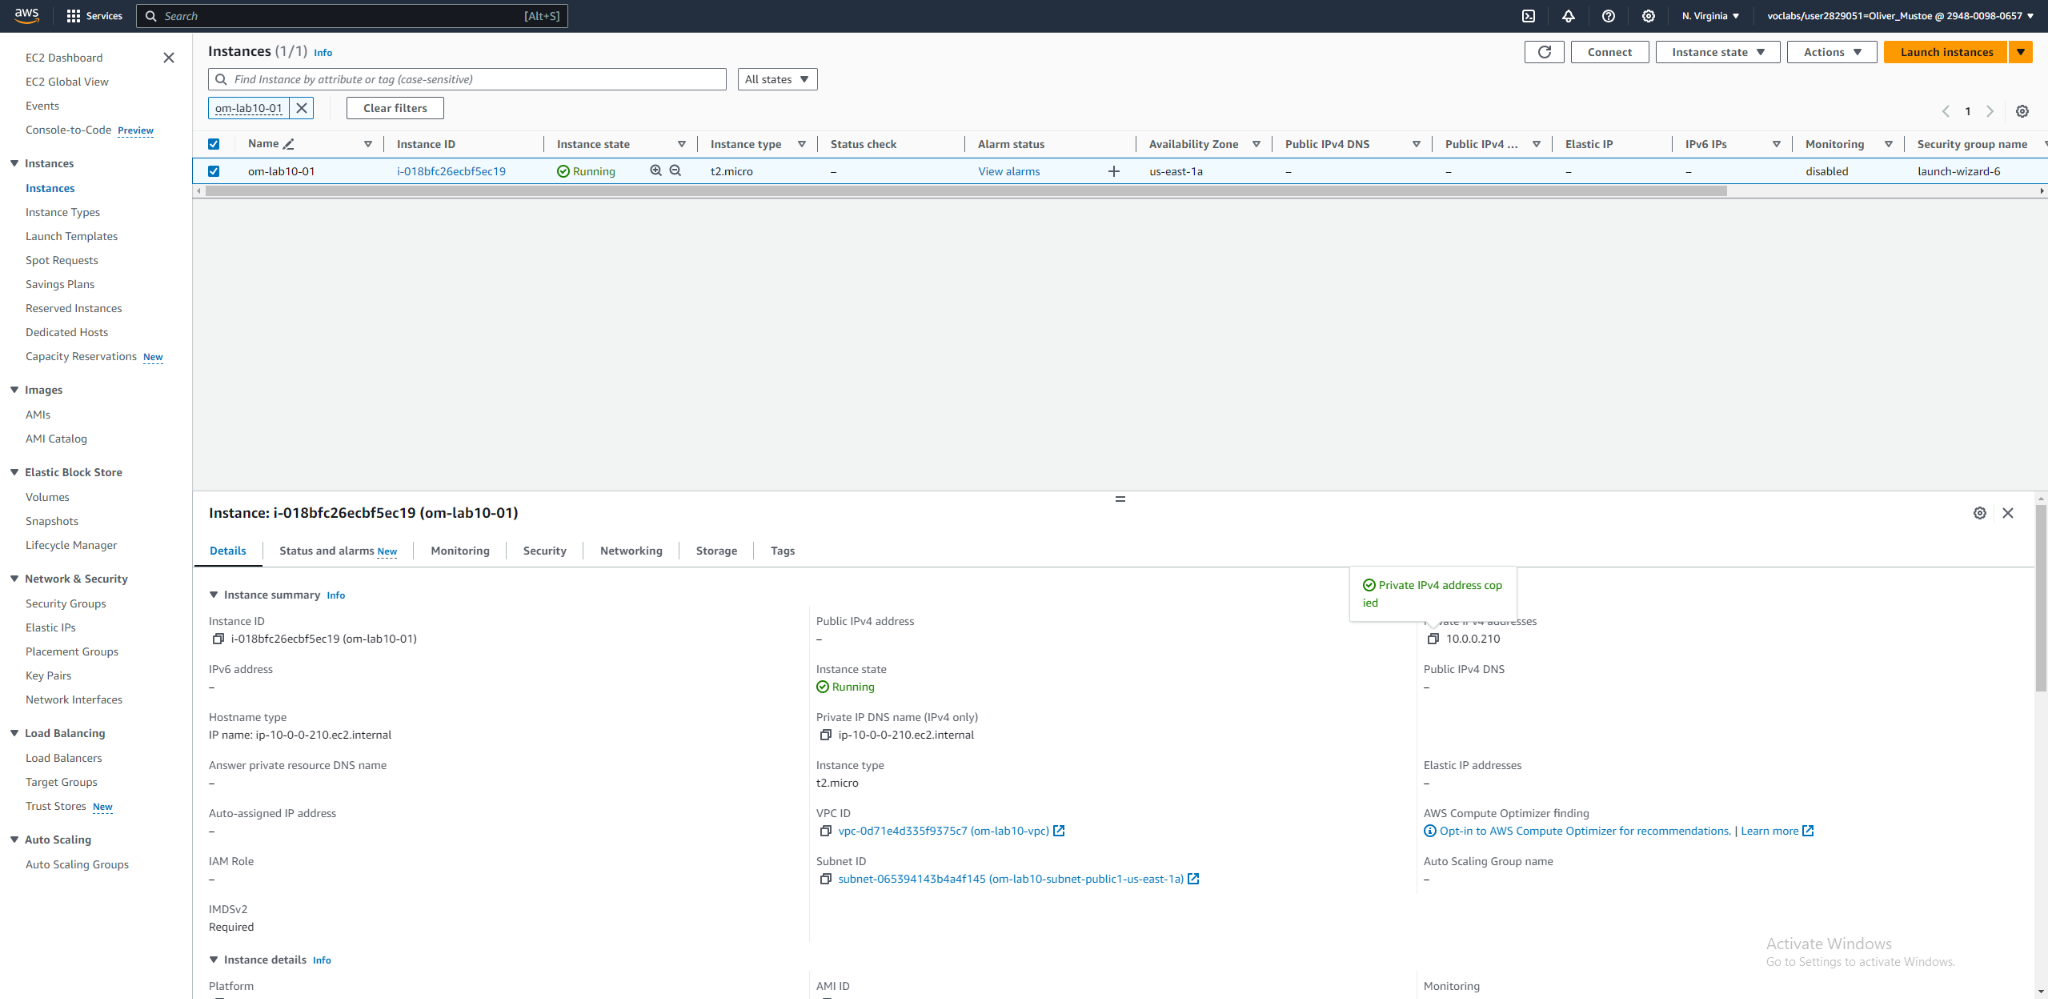 aws Services Search [Alt+S] N. Virginia voclabs/user2829051=Oliver_Mustoe @ 2948-0098-0657
EC2 Dashboard
EC2 Global View
Events
Console-to-Code Preview
Instances
Instances
Instance Types
Launch Templates
Spot Requests
Savings Plans
Reserved Instances
Dedicated Hosts
Capacity Reservations New
Images
AMIs
AMI Catalog
Elastic Block Store
Volumes
Snapshots
Lifecycle Manager
Network & Security
Security Groups
Elastic IPs
Placement Groups
Key Pairs
Network Interfaces
Load Balancing
Load Balancers
Target Groups
Trust Stores New
Auto Scaling
Auto Scaling Groups
Instances (1/1) Info Connect Instance state Actions Launch instances
Find Instance by attribute or tag (case-sensitive) All states
om-lab10-01 Clear filters 1
Name Instance ID Instance state Instance type Status check Alarm status Availability Zone Public IPv4 DNS Public IPv4 ... Elastic IP IPv6 IPs Monitoring Security group name
om-lab10-01 i-018bfc26ecbf5ec19 Running t2.micro – View alarms + us-east-1a – – – – disabled launch-wizard-6
Instance: i-018bfc26ecbf5ec19 (om-lab10-01)
Details Status and alarms New Monitoring Security Networking Storage Tags
Private IPv4 address cop
ied
Instance summary Info
Instance ID
i-018bfc26ecbf5ec19 (om-lab10-01)
IPv6 address
–
Hostname type
IP name: ip-10-0-0-210.ec2.internal
Answer private resource DNS name
–
Auto-assigned IP address
–
IAM Role
–
IMDSv2
Required
Public IPv4 address
–
Instance state
Running
Private IP DNS name (IPv4 only)
ip-10-0-0-210.ec2.internal
Instance type
t2.micro
VPC ID
vpc-0d71e4d335f9375c7 (om-lab10-vpc)
Subnet ID
subnet-065394143b4a4f145 (om-lab10-subnet-public1-us-east-1a)
10.0.0.210
Public IPv4 DNS
–
Elastic IP addresses
–
AWS Compute Optimizer finding
Opt-in to AWS Compute Optimizer for recommendations. | Learn more
Auto Scaling Group name
–
Instance details Info
Platform AMI ID Monitoring
Activate Windows
Go to Settings to activate Windows.